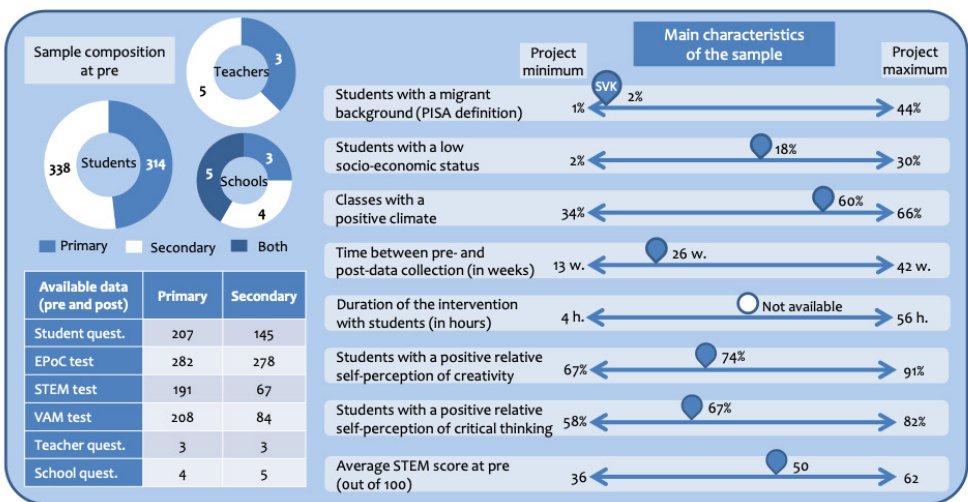 Sample composition
at pre
Teachers
3
5
Students
338
314
Schools
5
3
4
Primary
Secondary
Both
Available data
(pre and post)
Primary
Secondary
Student quest.
207
145
EPoC test
282
278
STEM test
191
67
VAM test
208
84
Teacher quest.
3
3
School quest.
4
5
Main characteristics
of the sample
Project
minimum
Project
maximum
Students with a migrant
background (PISA definition)
1%
SVK
2%
44%
Students with a low
socio-economic status
2%
18%
30%
Classes with a
positive climate
34%
60%
66%
Time between pre- and
post-data collection (in weeks)
13 w.
26 w.
42 w.
Duration of the intervention
with students (in hours)
4 h.
Not available
56 h.
Students with a positive relative
self-perception of creativity
67%
74%
91%
Students with a positive relative
self-perception of critical thinking
58%
67%
82%
Average STEM score at pre
(out of 100)
36
50
62